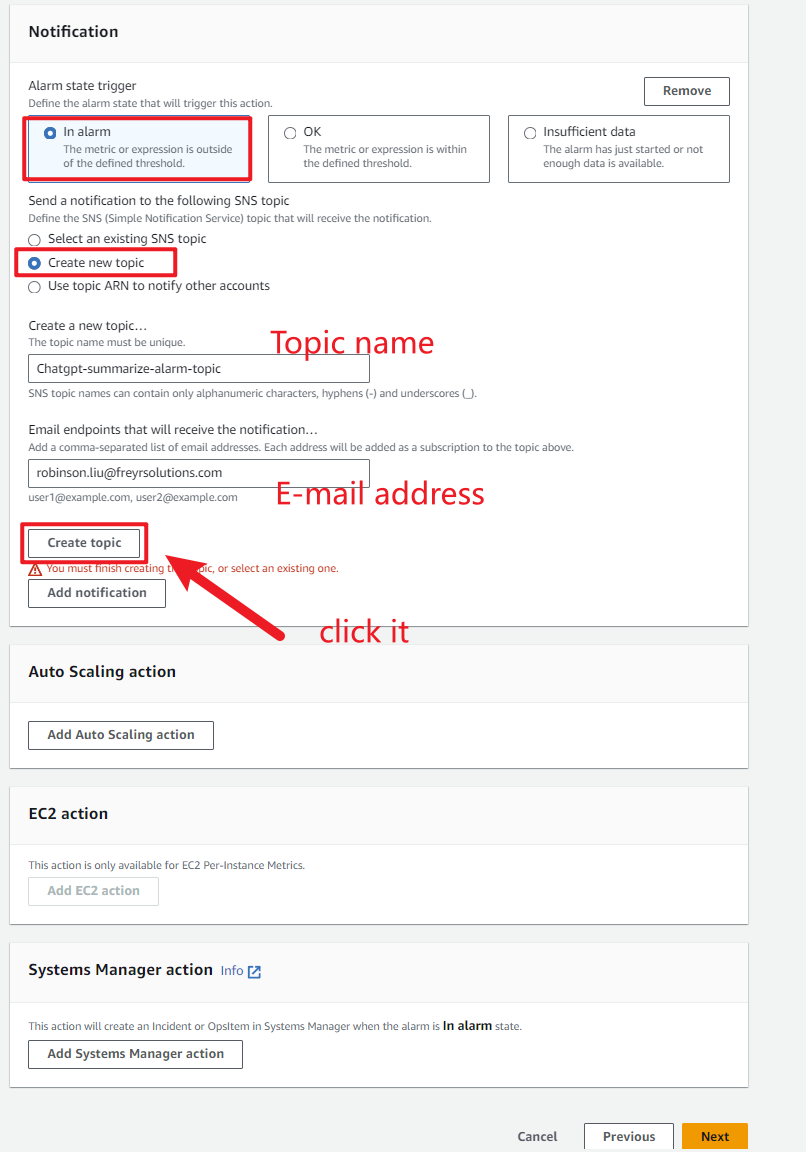 Notification
Alarm state trigger
Define the alarm state that will trigger this action.
Remove
In alarm
The metric or expression is outside
of the defined threshold.
OK
The metric or expression is within
the defined threshold.
Insufficient data
The alarm has just started or not
enough data is available.
Send a notification to the following SNS topic
Define the SNS (Simple Notification Service) topic that will receive the notification.
Select an existing SNS topic
Create new topic
Use topic ARN to notify other accounts
Create a new topic…
The topic name must be unique.
Topic name
Chatgpt-summarize-alarm-topic
SNS topic names can contain only alphanumeric characters, hyphens (-) and underscores (_).
Email endpoints that will receive the notification…
Add a comma-separated list of email addresses. Each address will be added as a subscription to the topic above.
robinson.liu@freyrsolutions.com
user1@example.com, user2@example.com
E-mail address
Create topic
You must finish creating the topic, or select an existing one.
Add notification
click it
Auto Scaling action
Add Auto Scaling action
EC2 action
This action is only available for EC2 Per-Instance Metrics.
Add EC2 action
Systems Manager action Info
This action will create an Incident or OpsItem in Systems Manager when the alarm is In alarm state.
Add Systems Manager action
Cancel
Previous
Next